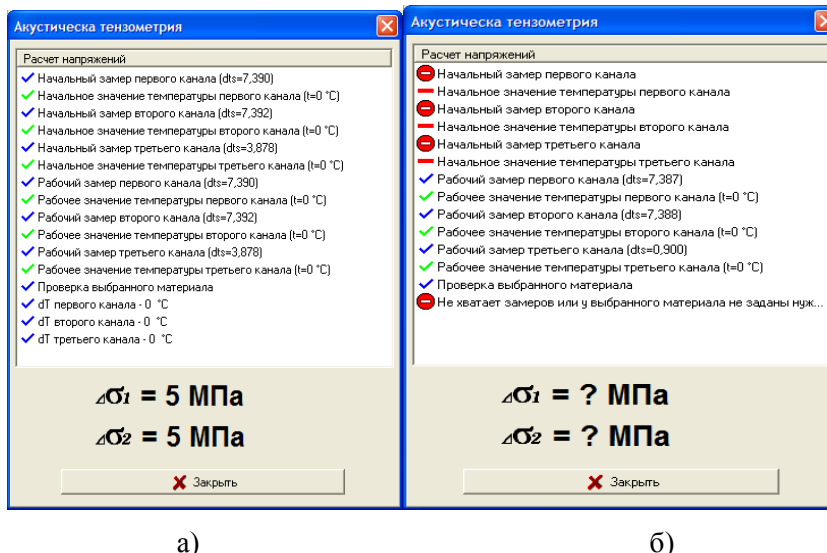 Акустическа тензометрия
Расчет напряжений
Начальный замер первого канала (dts=7,390)
Начальное значение температуры первого канала (t=0 °C)
Начальный замер второго канала (dts=7,392)
Начальное значение температуры второго канала (t=0 °C)
Начальный замер третьего канала (dts=3,878)
Начальное значение температуры третьего канала (t=0 °C)
Рабочий замер первого канала (dts=7,390)
Рабочее значение температуры первого канала (t=0 °C)
Рабочий замер второго канала (dts=7,392)
Рабочее значение температуры второго канала (t=0 °C)
Рабочий замер третьего канала (dts=3,878)
Рабочее значение температуры третьего канала (t=0 °C)
Проверка выбранного материала
dT первого канала - 0 °C
dT второго канала - 0 °C
dT третьего канала - 0 °C
⊿σ1 = 5 МПа
⊿σ2 = 5 МПа
Закрыть
а)
Акустическа тензометрия
Расчет напряжений
Начальный замер первого канала
Начальное значение температуры первого канала
Начальный замер второго канала
Начальное значение температуры второго канала
Начальный замер третьего канала
Начальное значение температуры третьего канала
Рабочий замер первого канала (dts=7,387)
Рабочее значение температуры первого канала (t=0 °C)
Рабочий замер второго канала (dts=7,388)
Рабочее значение температуры второго канала (t=0 °C)
Рабочий замер третьего канала (dts=0,900)
Рабочее значение температуры третьего канала (t=0 °C)
Проверка выбранного материала
Не хватает замеров или у выбранного материала не заданы нуж...
⊿σ1 = ? МПа
⊿σ2 = ? МПа
Закрыть
б)